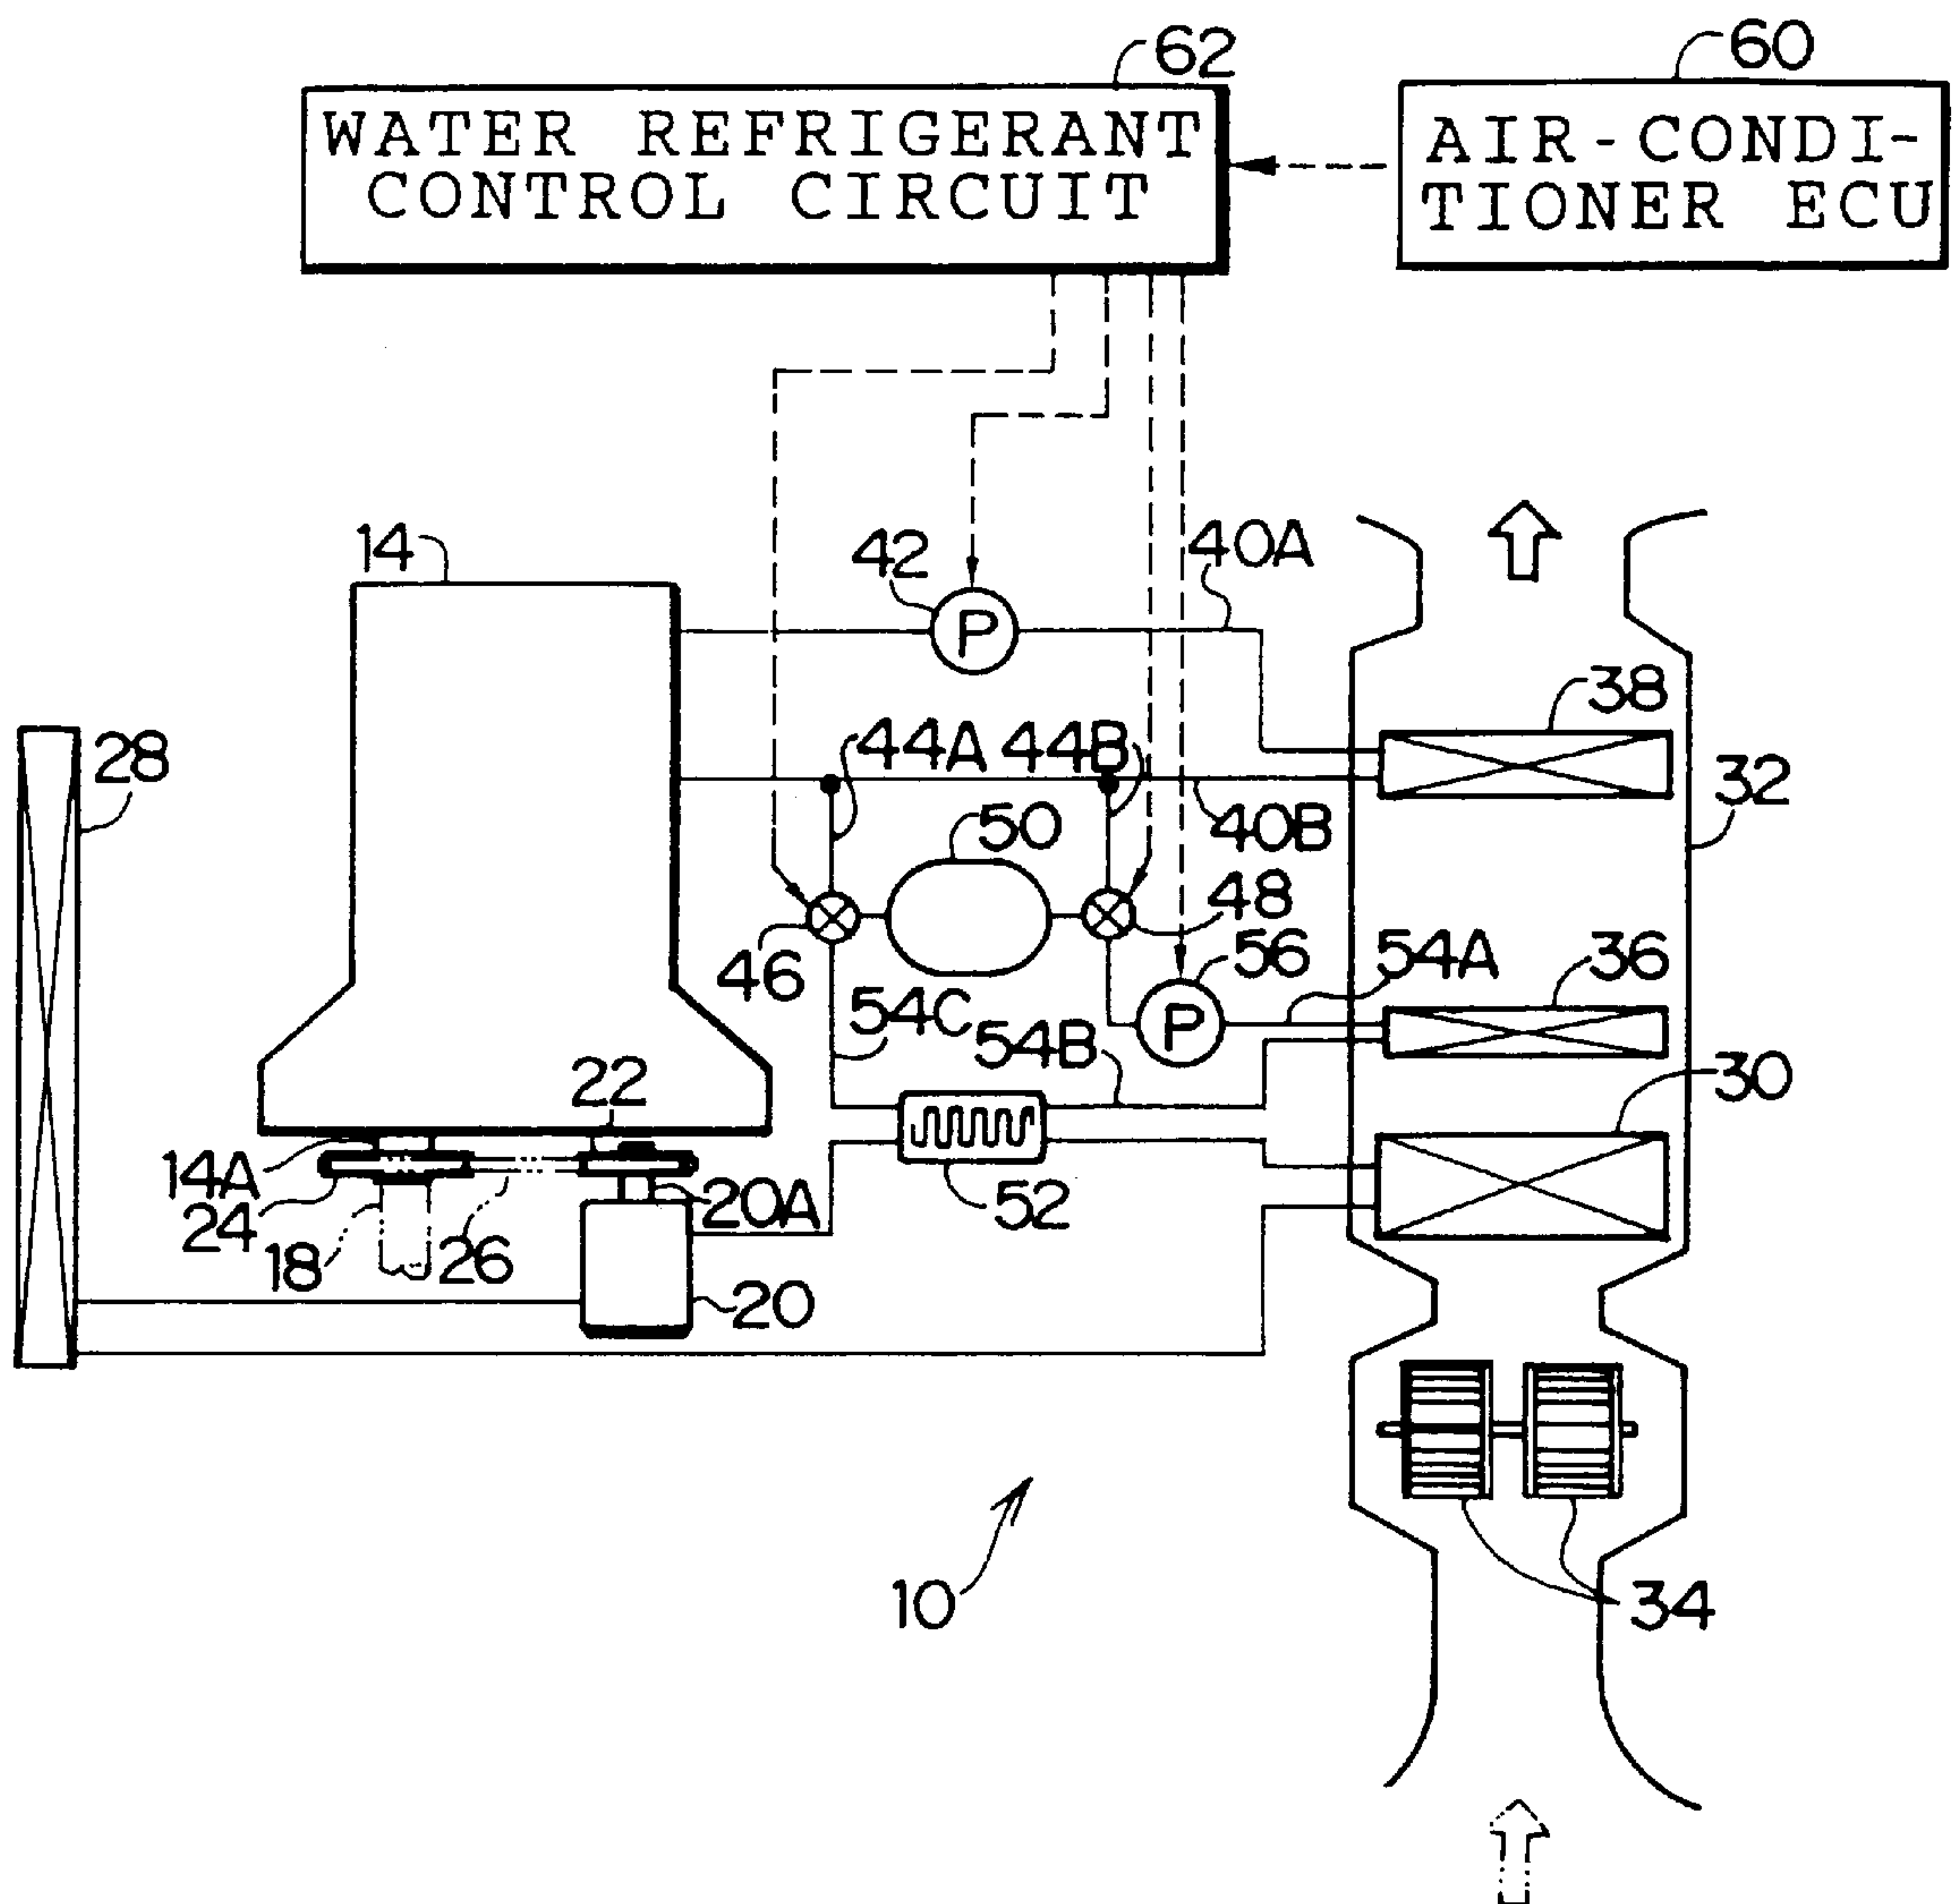 62
60
WATER REFRIGERANT
CONTROL CIRCUIT
AIR-CONDI-
TIONER ECU
14
42
40A
38
28
44A
44B
32
50
40B
48
46
56
54A
36
54C
54B
30
22
14A
24
20A
52
18
26
20
10
34